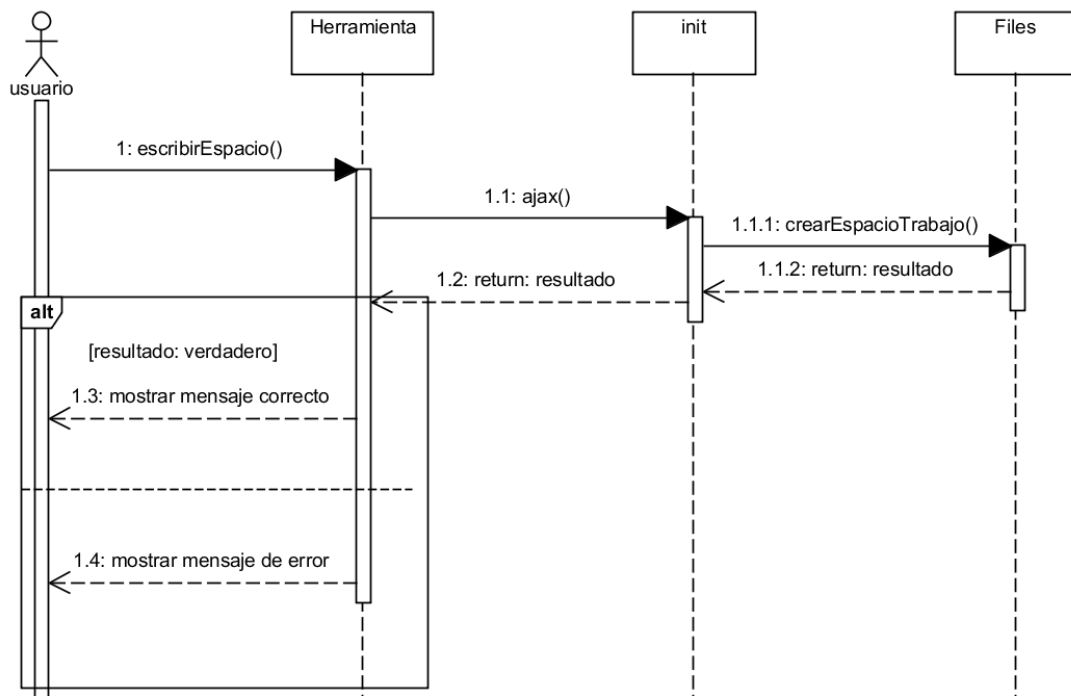 Herramienta
init
Files
usuario
1: escribirEspacio()
1.1: ajax()
1.1.1: crearEspacioTrabajo()
1.1.2: return: resultado
1.2: return: resultado
alt
[resultado: verdadero]
1.3: mostrar mensaje correcto
1.4: mostrar mensaje de error